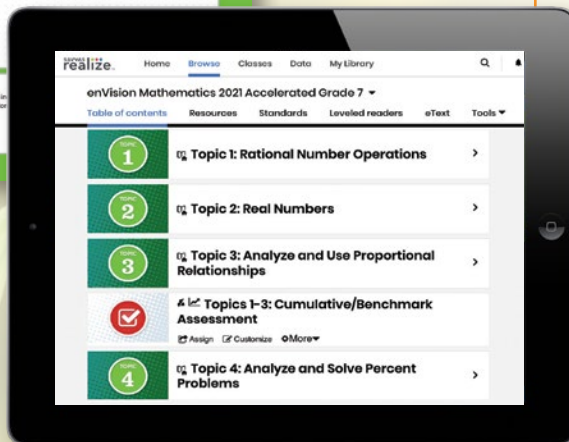 savvas
realize.
Home Browse Classes Data My Library
enVision Mathematics 2021 Accelerated Grade 7
Table of contents Resources Standards Leveled readers eText Tools
TOPIC
1
Topic 1: Rational Number Operations
TOPIC
2
Topic 2: Real Numbers
TOPIC
3
Topic 3: Analyze and Use Proportional
Relationships
Topics 1-3: Cumulative/Benchmark
Assessment
Assign Customize More
TOPIC
4
Topic 4: Analyze and Solve Percent
Problems